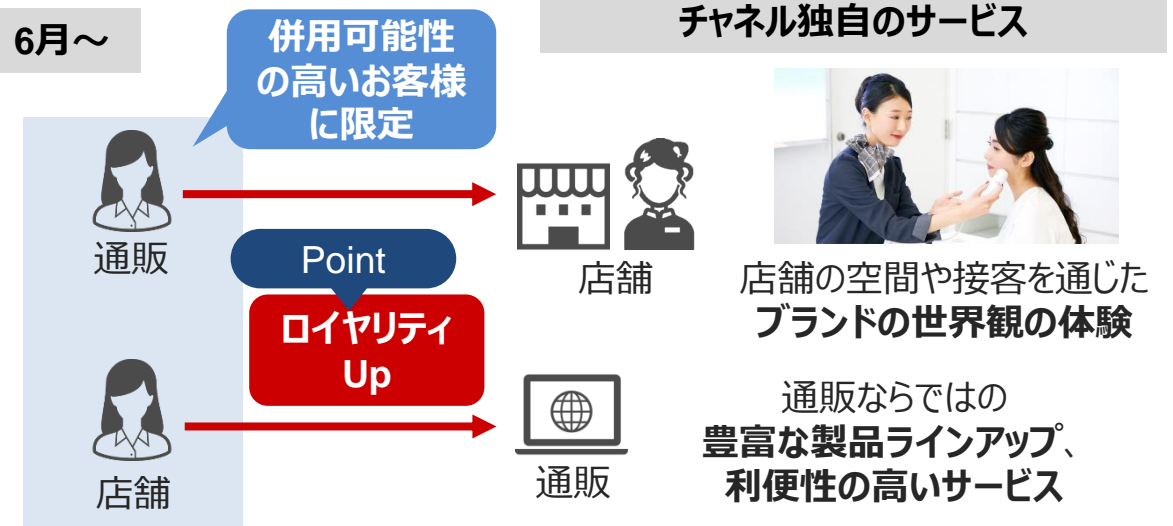 6月～
併用可能性
の高いお客様
に限定
チャネル独自のサービス
通販
店舗
店舗の空間や接客を通じた
ブランドの世界観の体験
Point
ロイヤリティ
Up
店舗
通販
通販ならではの
豊富な製品ラインアップ、
利便性の高いサービス